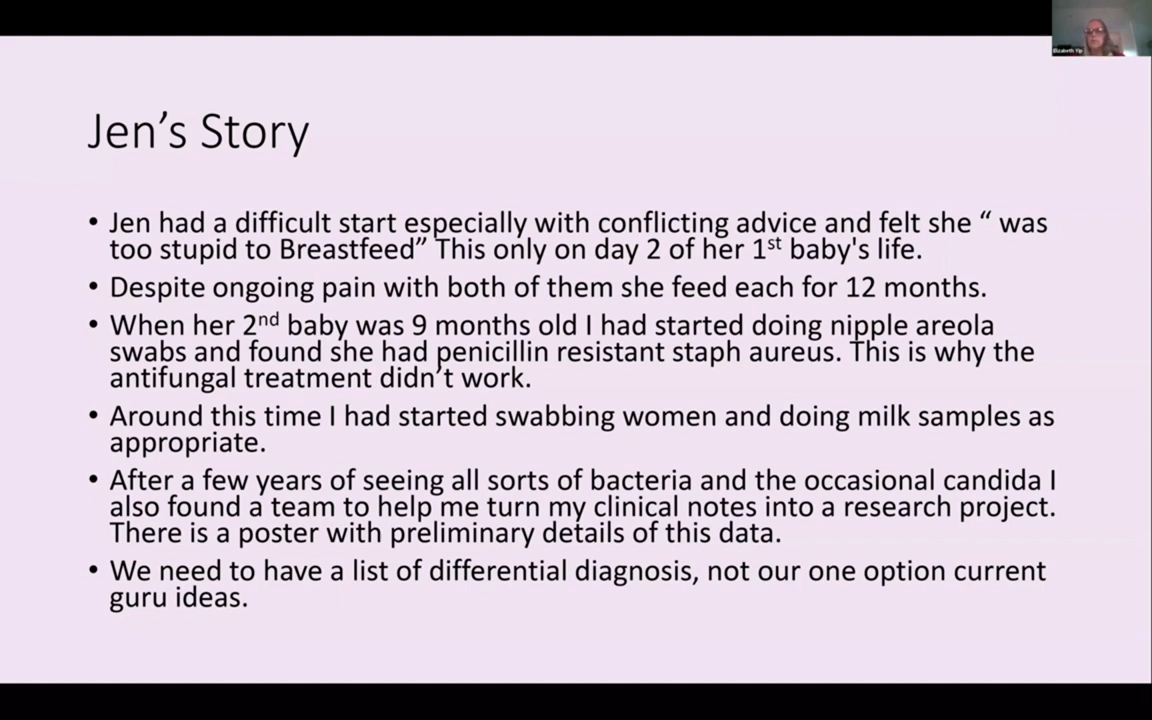 Elizabeth Yip
Jen’s Story
• Jen had a difficult start especially with conflicting advice and felt she “ was
too stupid to Breastfeed” This only on day 2 of her 1st baby's life.
• Despite ongoing pain with both of them she feed each for 12 months.
• When her 2nd baby was 9 months old I had started doing nipple areola
swabs and found she had penicillin resistant staph aureus. This is why the
antifungal treatment didn’t work.
• Around this time I had started swabbing women and doing milk samples as
appropriate.
• After a few years of seeing all sorts of bacteria and the occasional candida I
also found a team to help me turn my clinical notes into a research project.
There is a poster with preliminary details of this data.
• We need to have a list of differential diagnosis, not our one option current
guru ideas.